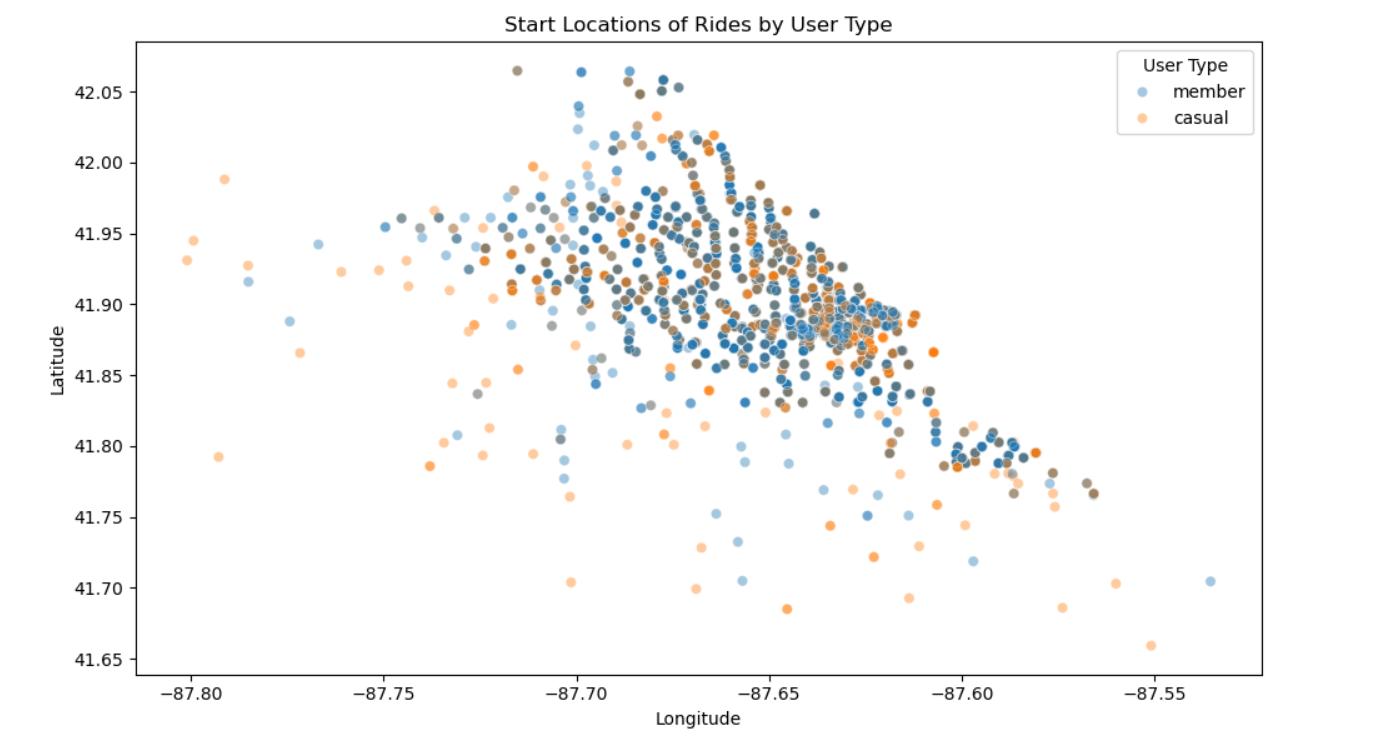 Start Locations of Rides by User Type
User Type
member
casual
42.05
42.00
41.95
41.90
41.85
41.80
41.75
41.70
41.65
Latitude
−87.80
−87.75
−87.70
−87.65
−87.60
−87.55
Longitude